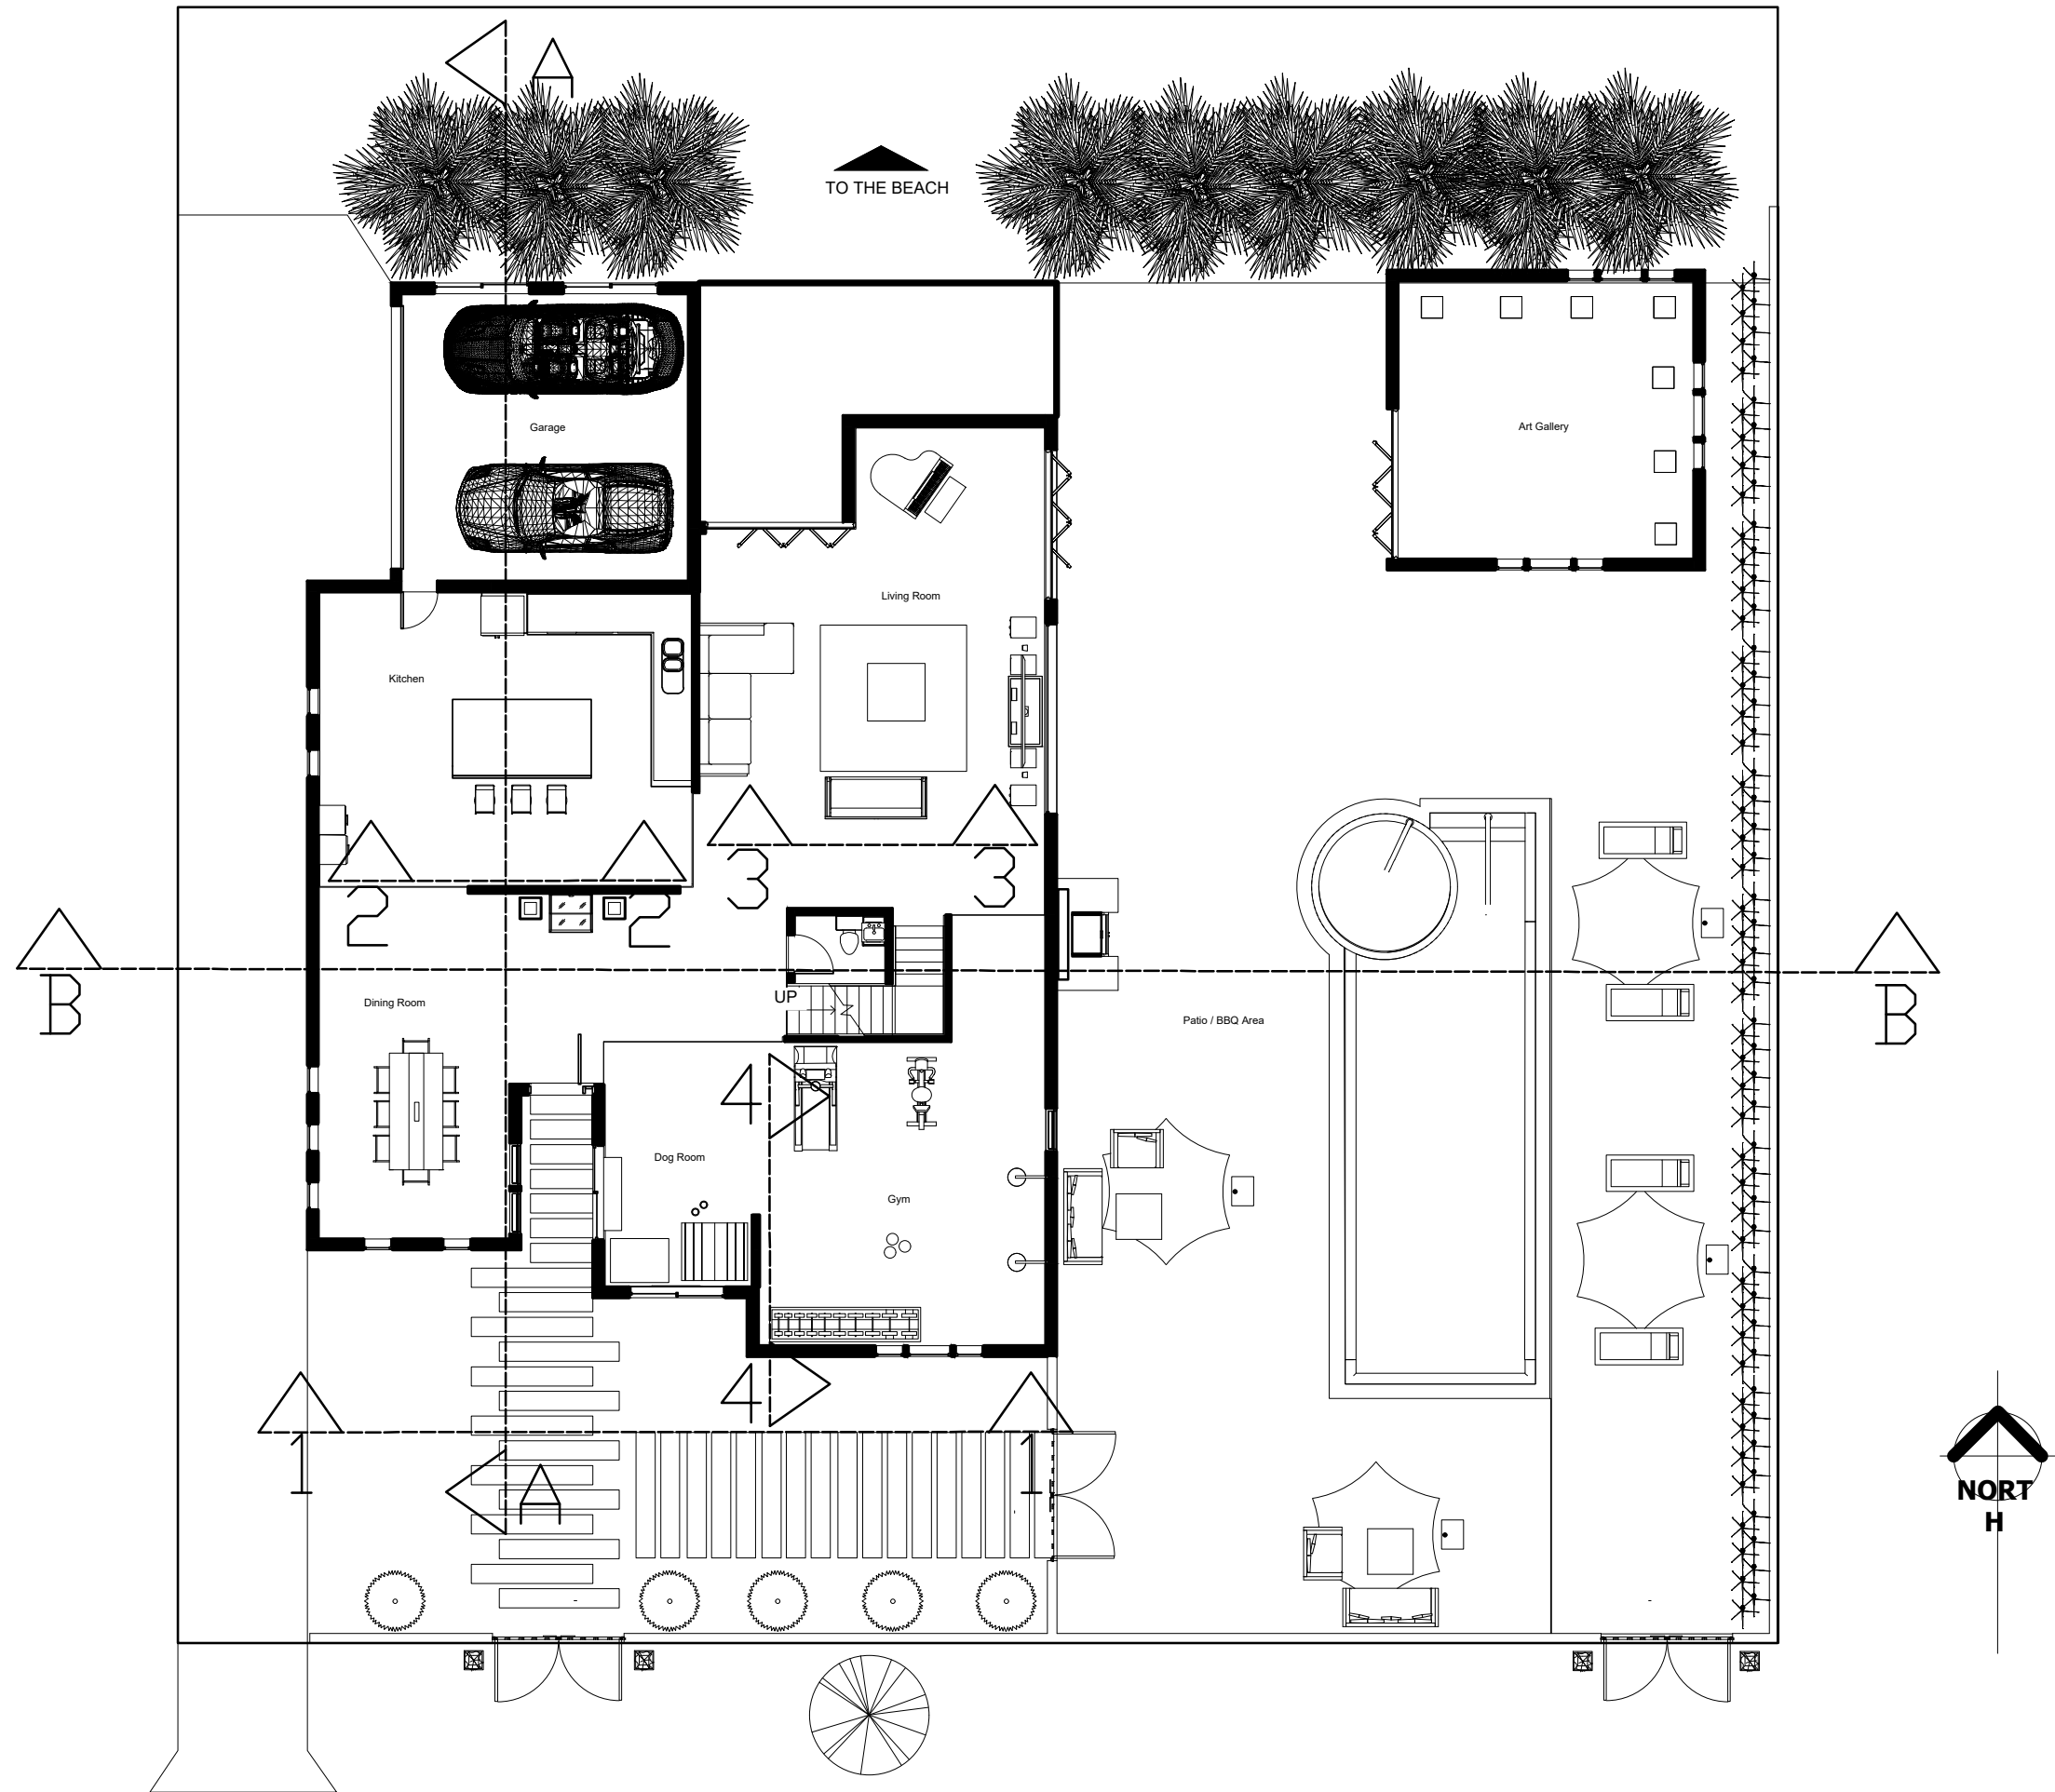 A
TO THE BEACH
Garage
Art Gallery
Living Room
Kitchen
3
3
2
2
B
B
UP
Dining Room
Patio / BBQ Area
4
Dog Room
Gym
4
1
1
A
NORT
H